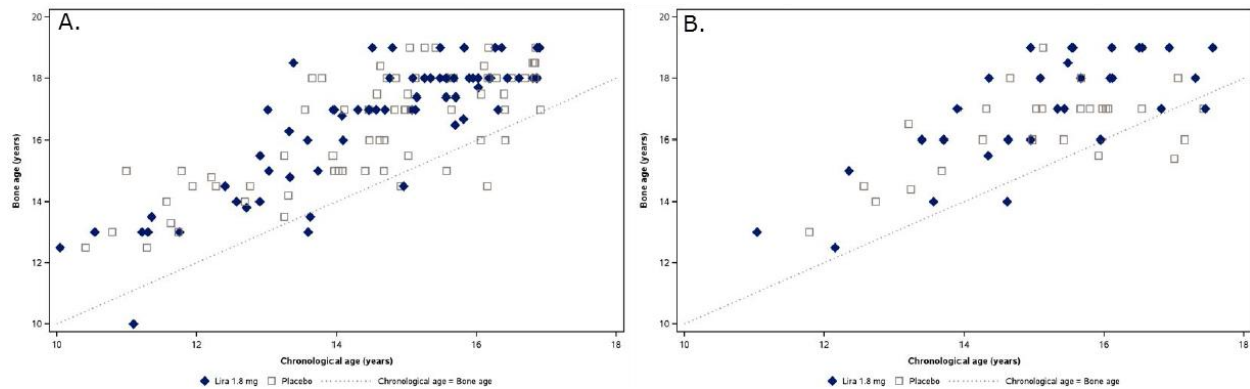 A.
20
18
16
14
12
10
Bone age (years)
10 12 14 16 18
Chronological age (years)
Lira 1.8 mg Placebo Chronological age = Bone age
B.
20
18
16
14
12
10
Bone age (years)
10 12 14 16 18
Chronological age (years)
Lira 1.8 mg Placebo Chronological age = Bone age